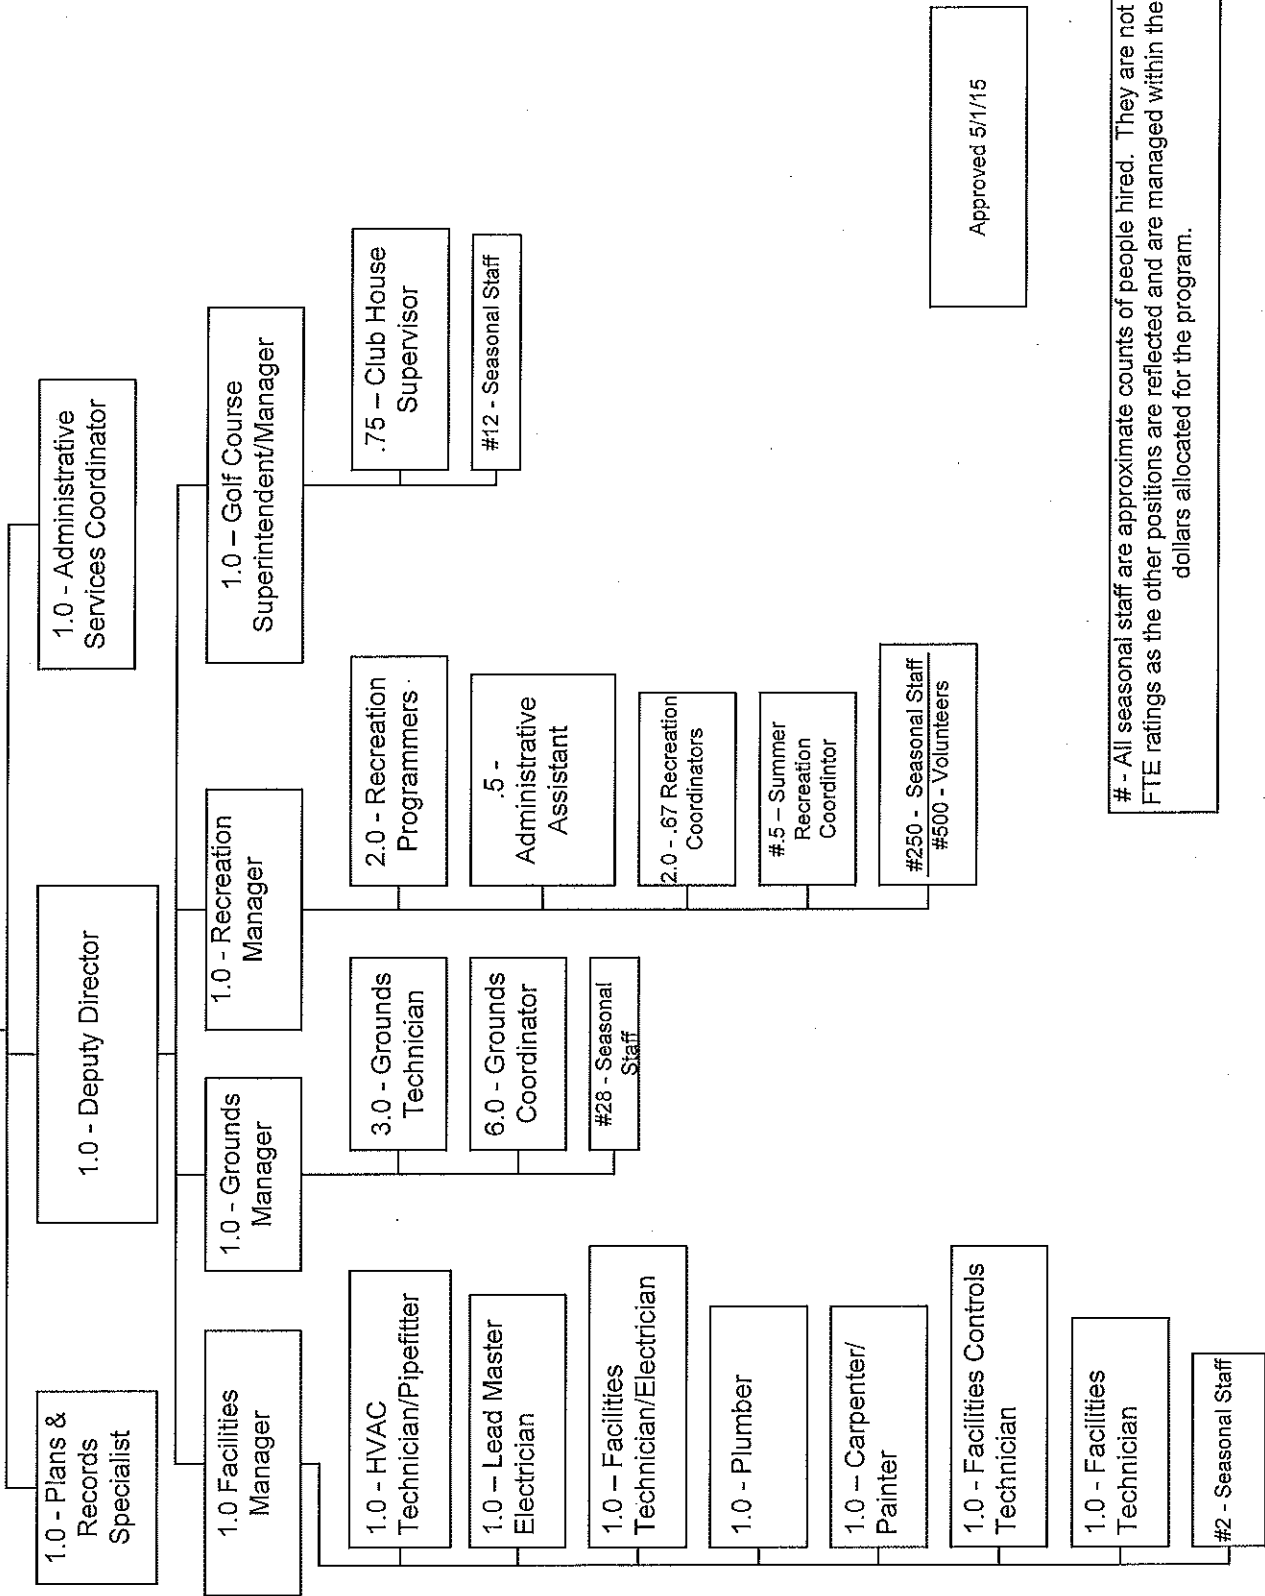 1.0 - Plans &
Records
Specialist
1.0 - Deputy Director
1.0 - Administrative
Services Coordinator
1.0 Facilities
Manager
1.0 - Grounds
Manager
1.0 - Recreation
Manager
1.0 – Golf Course
Superintendent/Manager
1.0 - HVAC
Technician/Pipefitter
1.0 – Lead Master
Electrician
1.0 – Facilities
Technician/Electrician
1.0 - Plumber
1.0 – Carpenter/
Painter
1.0 - Facilities Controls
Technician
1.0 - Facilities
Technician
#2 - Seasonal Staff
3.0 - Grounds
Technician
6.0 - Grounds
Coordinator
#28 - Seasonal
Staff
2.0 - Recreation
Programmers
.5 -
Administrative
Assistant
2.0 - .67 Recreation
Coordinators
#.5 – Summer
Recreation
Coordintor
#250 - Seasonal Staff
#500 - Volunteers
.75 – Club House
Supervisor
#12 - Seasonal Staff
Approved 5/1/15
# - All seasonal staff are approximate counts of people hired. They are not
FTE ratings as the other positions are reflected and are managed within the
dollars allocated for the program.